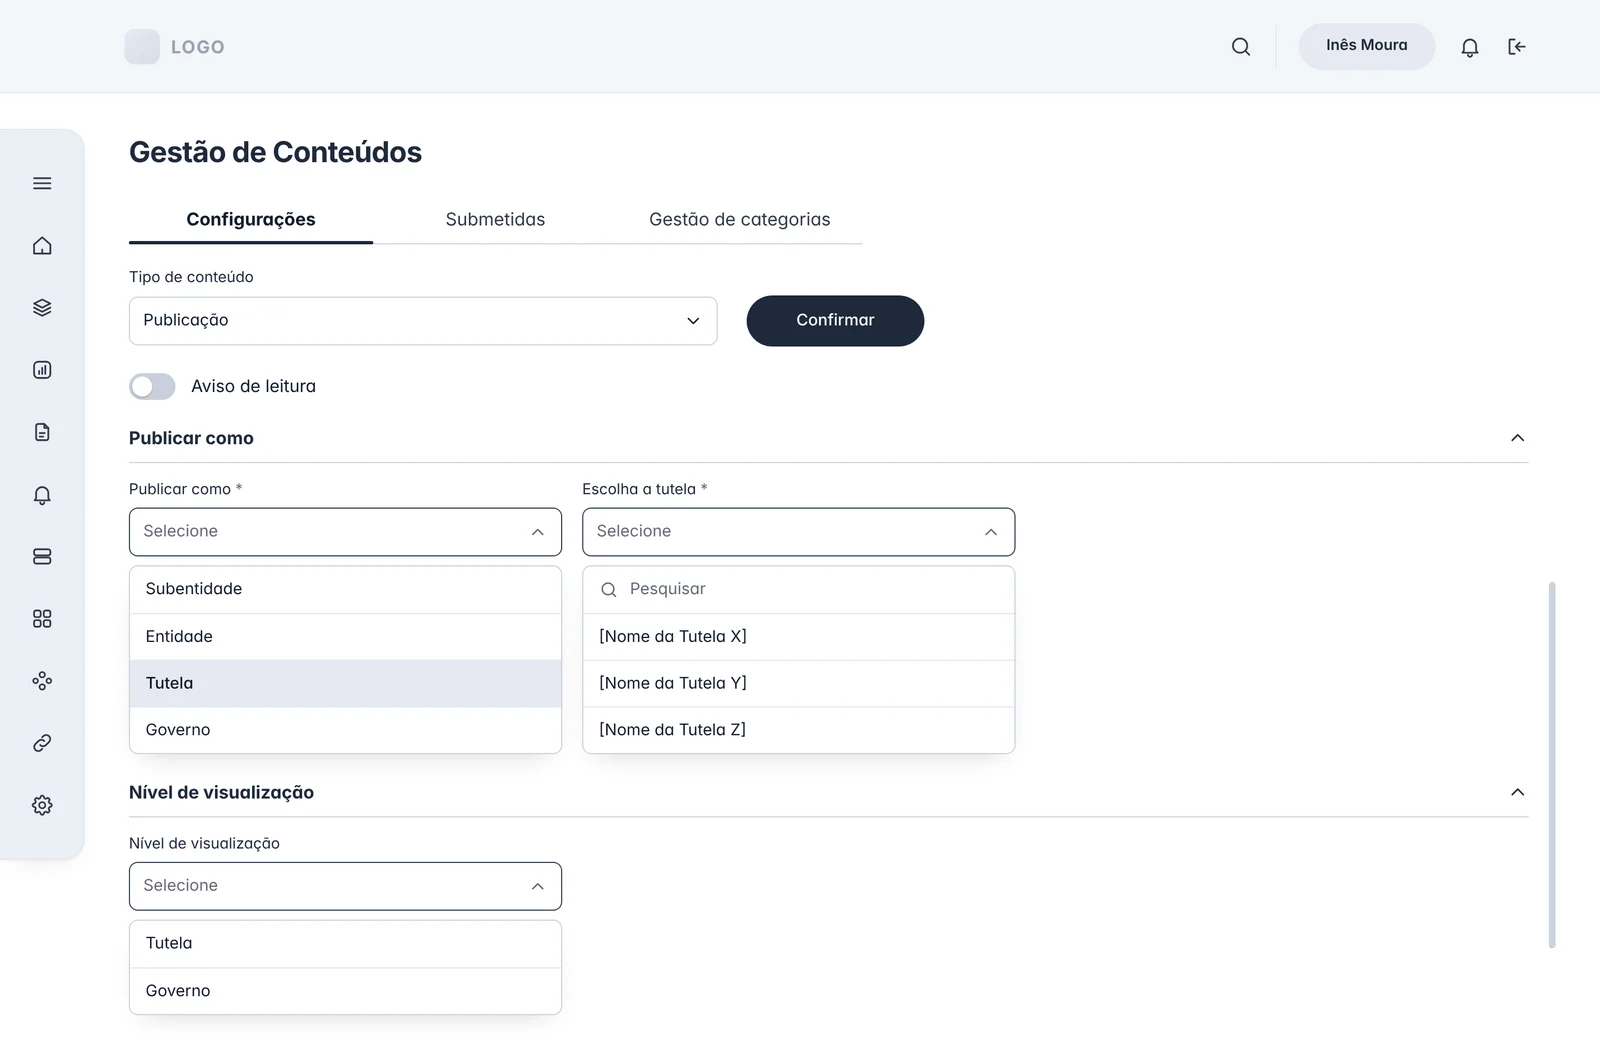 LOGO
Inês Moura
Gestão de Conteúdos
Configurações
Submetidas
Gestão de categorias
Tipo de conteúdo
Publicação
Confirmar
Aviso de leitura
Publicar como
Publicar como *
Escolha a tutela *
Selecione
Selecione
Subentidade
Entidade
Tutela
Governo
Pesquisar
[Nome da Tutela X]
[Nome da Tutela Y]
[Nome da Tutela Z]
Nível de visualização
Nível de visualização
Selecione
Tutela
Governo